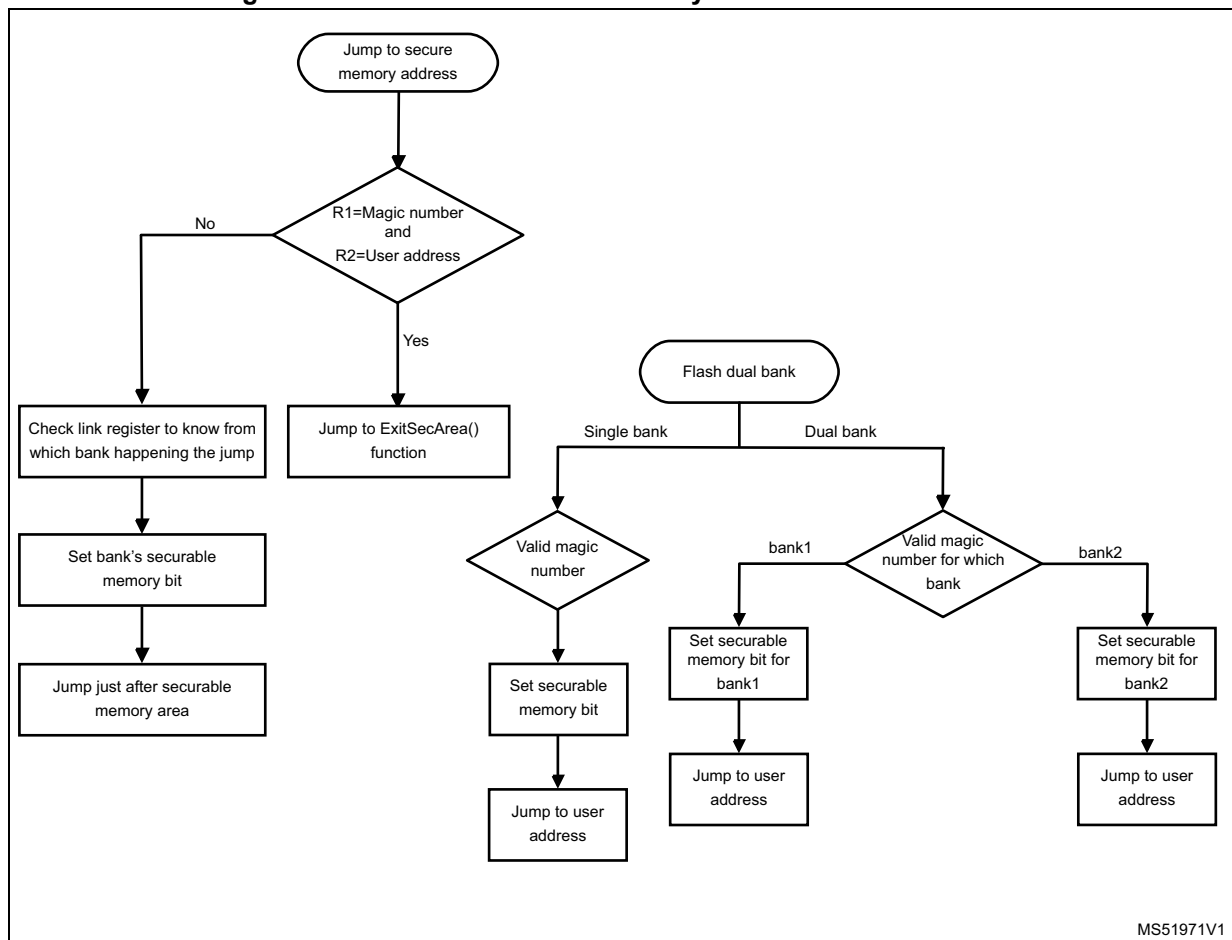 Jump to secure
memory address
R1=Magic number
and
R2=User address
No
Yes
Check link register to know from
which bank happening the jump
Jump to ExitSecArea()
function
Set bank's securable
memory bit
Jump just after securable
memory area
Flash dual bank
Single bank
Dual bank
Valid magic
number
Valid magic
number for which
bank
bank1
bank2
Set securable
memory bit
Set securable
memory bit for
bank1
Set securable
memory bit for
bank2
Jump to user
address
Jump to user
address
Jump to user
address
MS51971V1